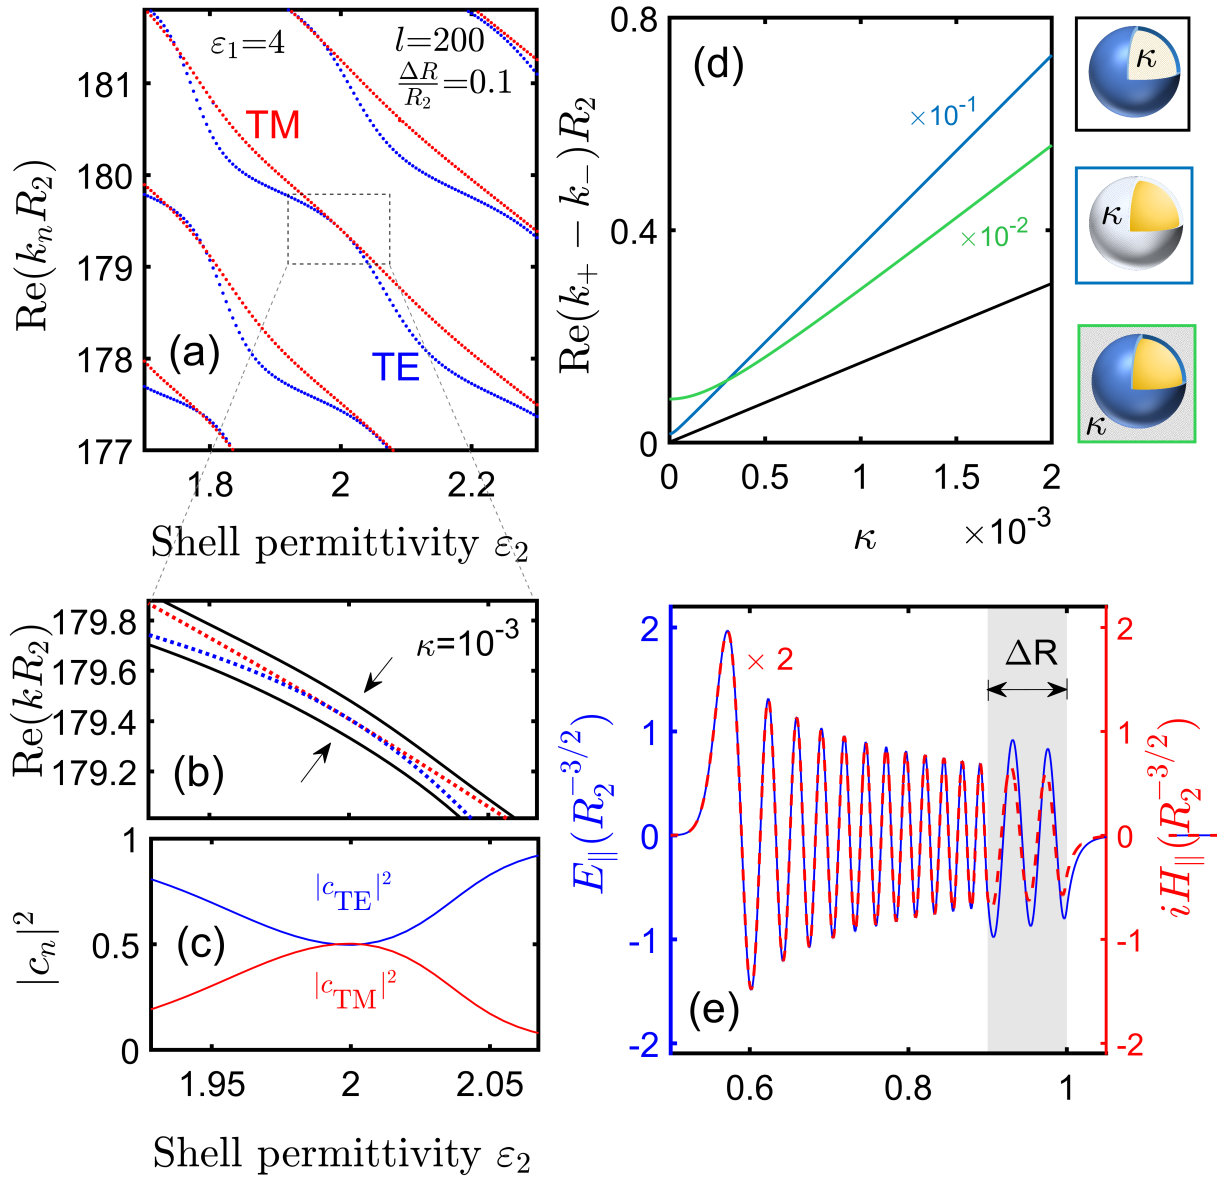 ε₁=4
l=200
ΔR/R₂=0.1
TM
TE
(a)
Re(kₙR₂)
181
180
179
178
177
1.8
2
2.2
Shell permittivity ε₂
(d)
Re(k₊ − k₋)R₂
0.8
0.4
0
×10⁻¹
×10⁻²
0
0.5
1
1.5
2
κ
×10⁻³
κ
κ
κ
(b)
κ=10⁻³
Re(kR₂)
179.8
179.6
179.4
179.2
(c)
|c_TE|²
|c_TM|²
|cₙ|²
1
0.5
0
1.95
2
2.05
Shell permittivity ε₂
(e)
× 2
ΔR
E∥(R₂^−3/2)
2
1
0
-1
-2
iH∥(R₂^−3/2)
2
1
0
-1
-2
0.6
0.8
1